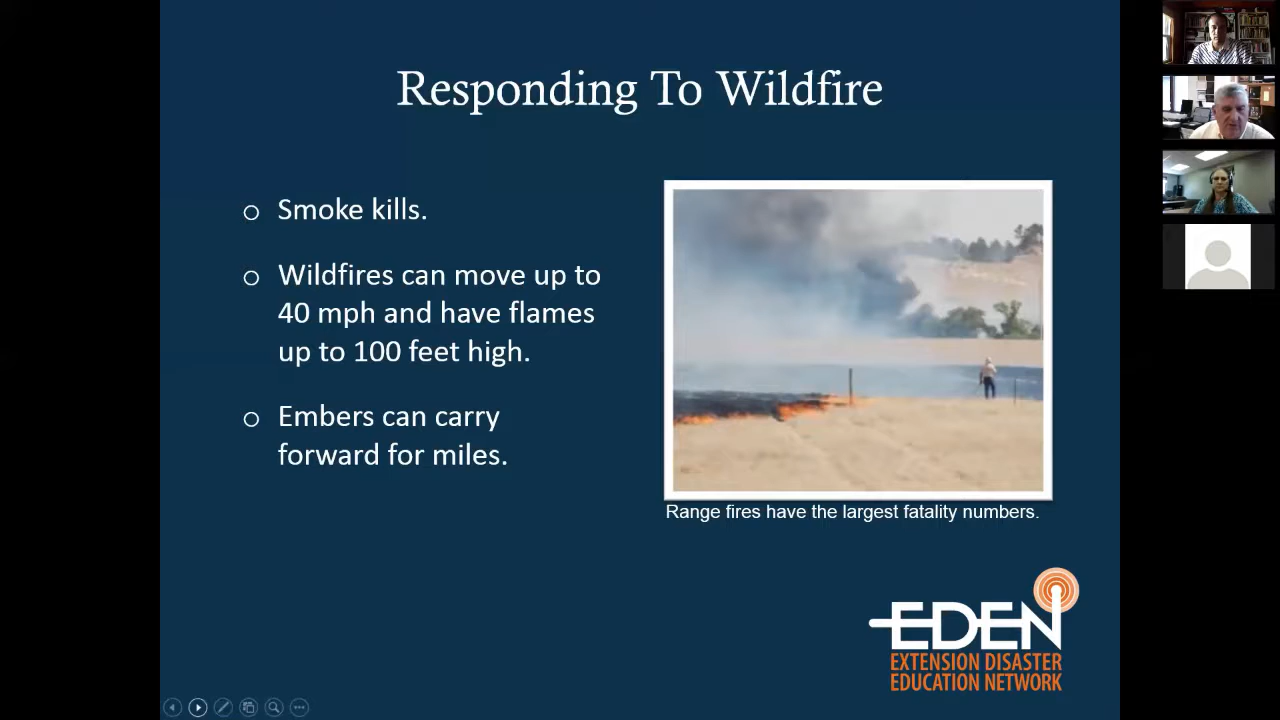 Responding To Wildfire
Smoke kills.
Wildfires can move up to
40 mph and have flames
up to 100 feet high.
Embers can carry
forward for miles.
Range fires have the largest fatality numbers.
EDEN
EXTENSION DISASTER
EDUCATION NETWORK